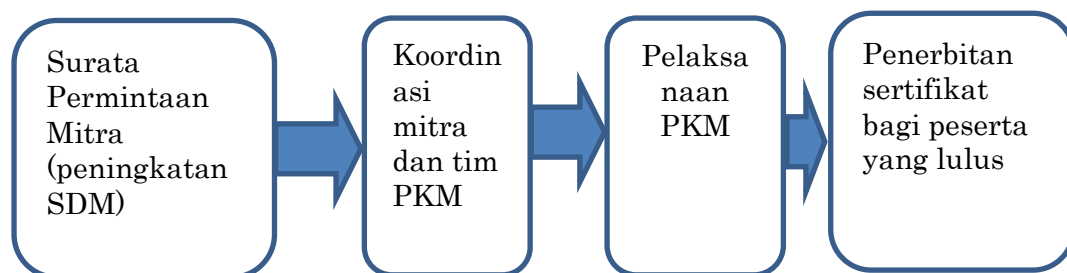 Surata
Permintaan
Mitra
(peningkatan
SDM)
Koordin
asi
mitra
dan tim
PKM
Pelaksa
naan
PKM
Penerbitan
sertifikat
bagi peserta
yang lulus